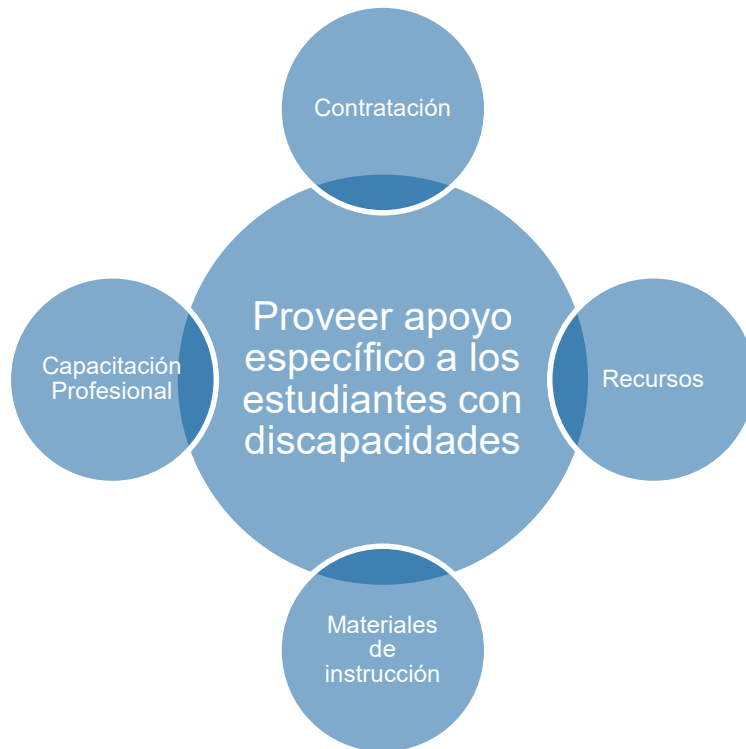 Contratación
Proveer apoyo
específico a los
estudiantes con
discapacidades
Capacitación
Profesional
Recursos
Materiales
de
instrucción